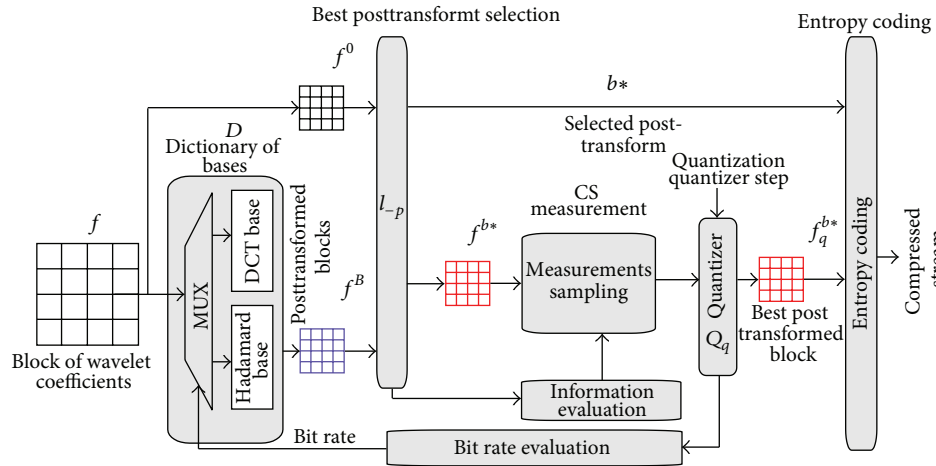 Best posttransformt selection
Entropy coding
f^0
b*
D
Dictionary of
bases
Selected post-
transform
Quantization
quantizer step
f
MUX
DCT base
Hadamard
base
Posttransformed
blocks
f^B
l_{-p}
CS
measurement
f^{b*}
Measurements
sampling
Quantizer
Q_q
f_q^{b*}
Entropy coding
Compressed
stream
Block of wavelet
coefficients
Best post
transformed
block
Information
evaluation
Bit rate
Bit rate evaluation